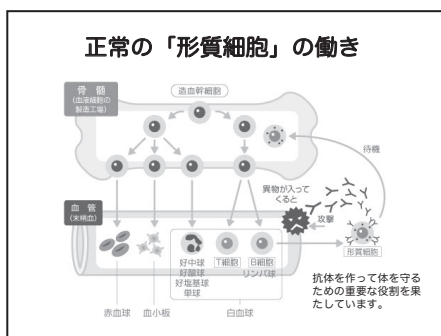 正常の「形質細胞」の働き
骨髄
(血液細胞の
製造工場)
造血幹細胞
待機
異物が入って
くると
血管
(末梢血)
攻撃
形質細胞
好中球
好酸球
好塩基球
単球
T細胞
B細胞
リンパ球
抗体を作って体を守る
ための重要な役割を果
たしています。
赤血球
血小板
白血球